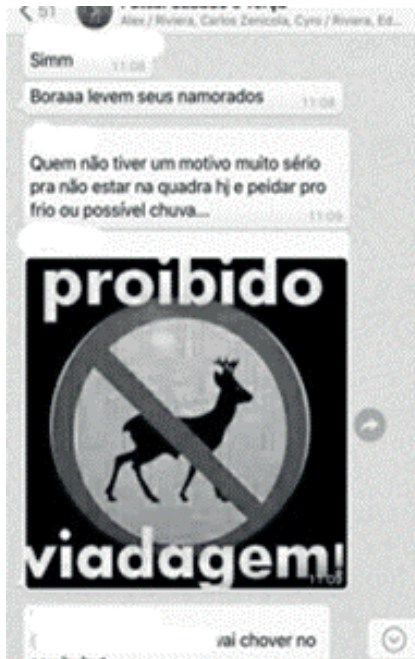 51
Alex / Riviera, Carlos Zenicola, Cyro / Riviera, Ed...
Simm
11:08
Boraaa levem seus namorados
11:08
Quem não tiver um motivo muito sério
pra não estar na quadra hj e peidar pro
frio ou possível chuva...
11:09
proibido
viadagem!
11:09
vai chover no